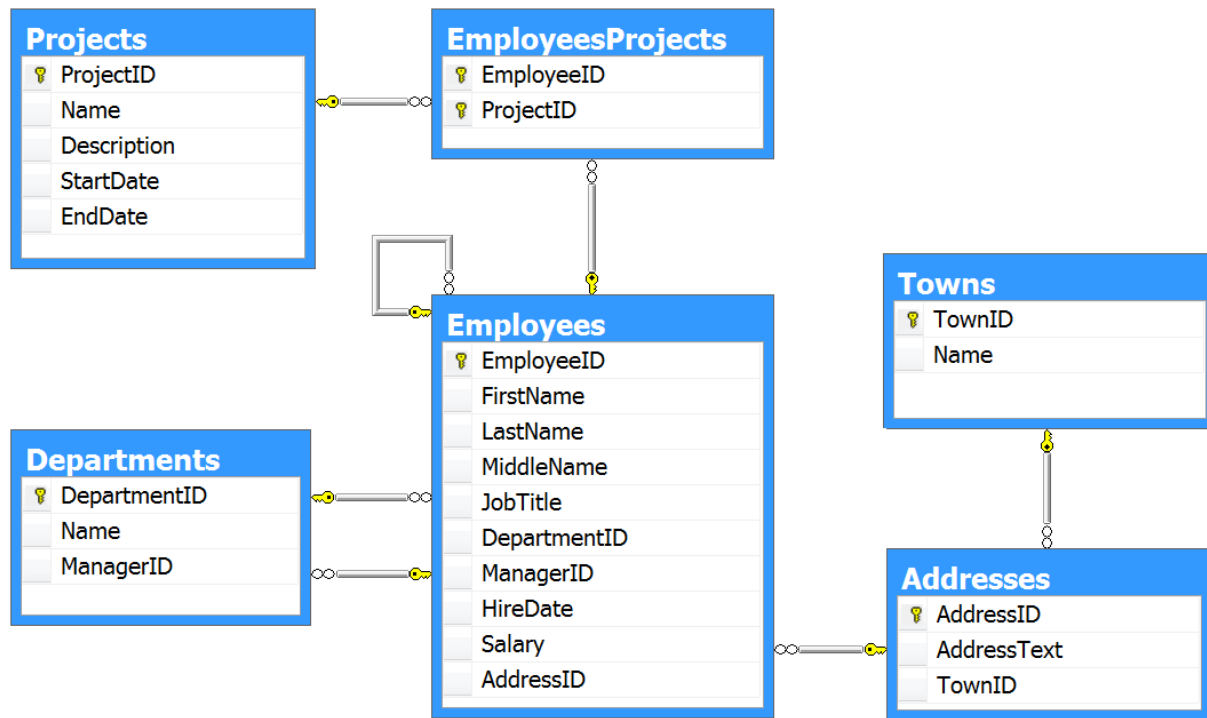 Projects
ProjectID
Name
Description
StartDate
EndDate
EmployeesProjects
EmployeeID
ProjectID
Employees
EmployeeID
FirstName
LastName
MiddleName
JobTitle
DepartmentID
ManagerID
HireDate
Salary
AddressID
Departments
DepartmentID
Name
ManagerID
Towns
TownID
Name
Addresses
AddressID
AddressText
TownID